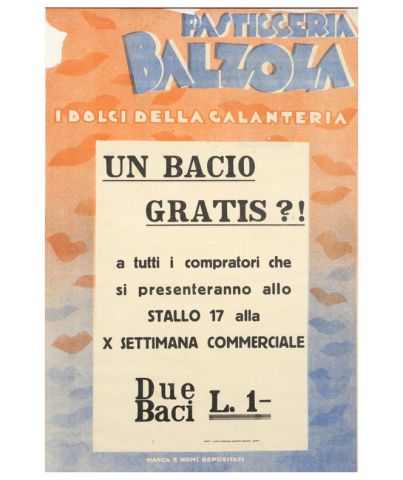 PASTICCERIA
BALZOLA
I DOLCI DELLA GALANTERIA
UN BACIO
GRATIS ?!
a tutti i compratori che
si presenteranno allo
STALLO 17 alla
X SETTIMANA COMMERCIALE
Due
Baci L. 1-
MARCA E NOMI DEPOSITATI